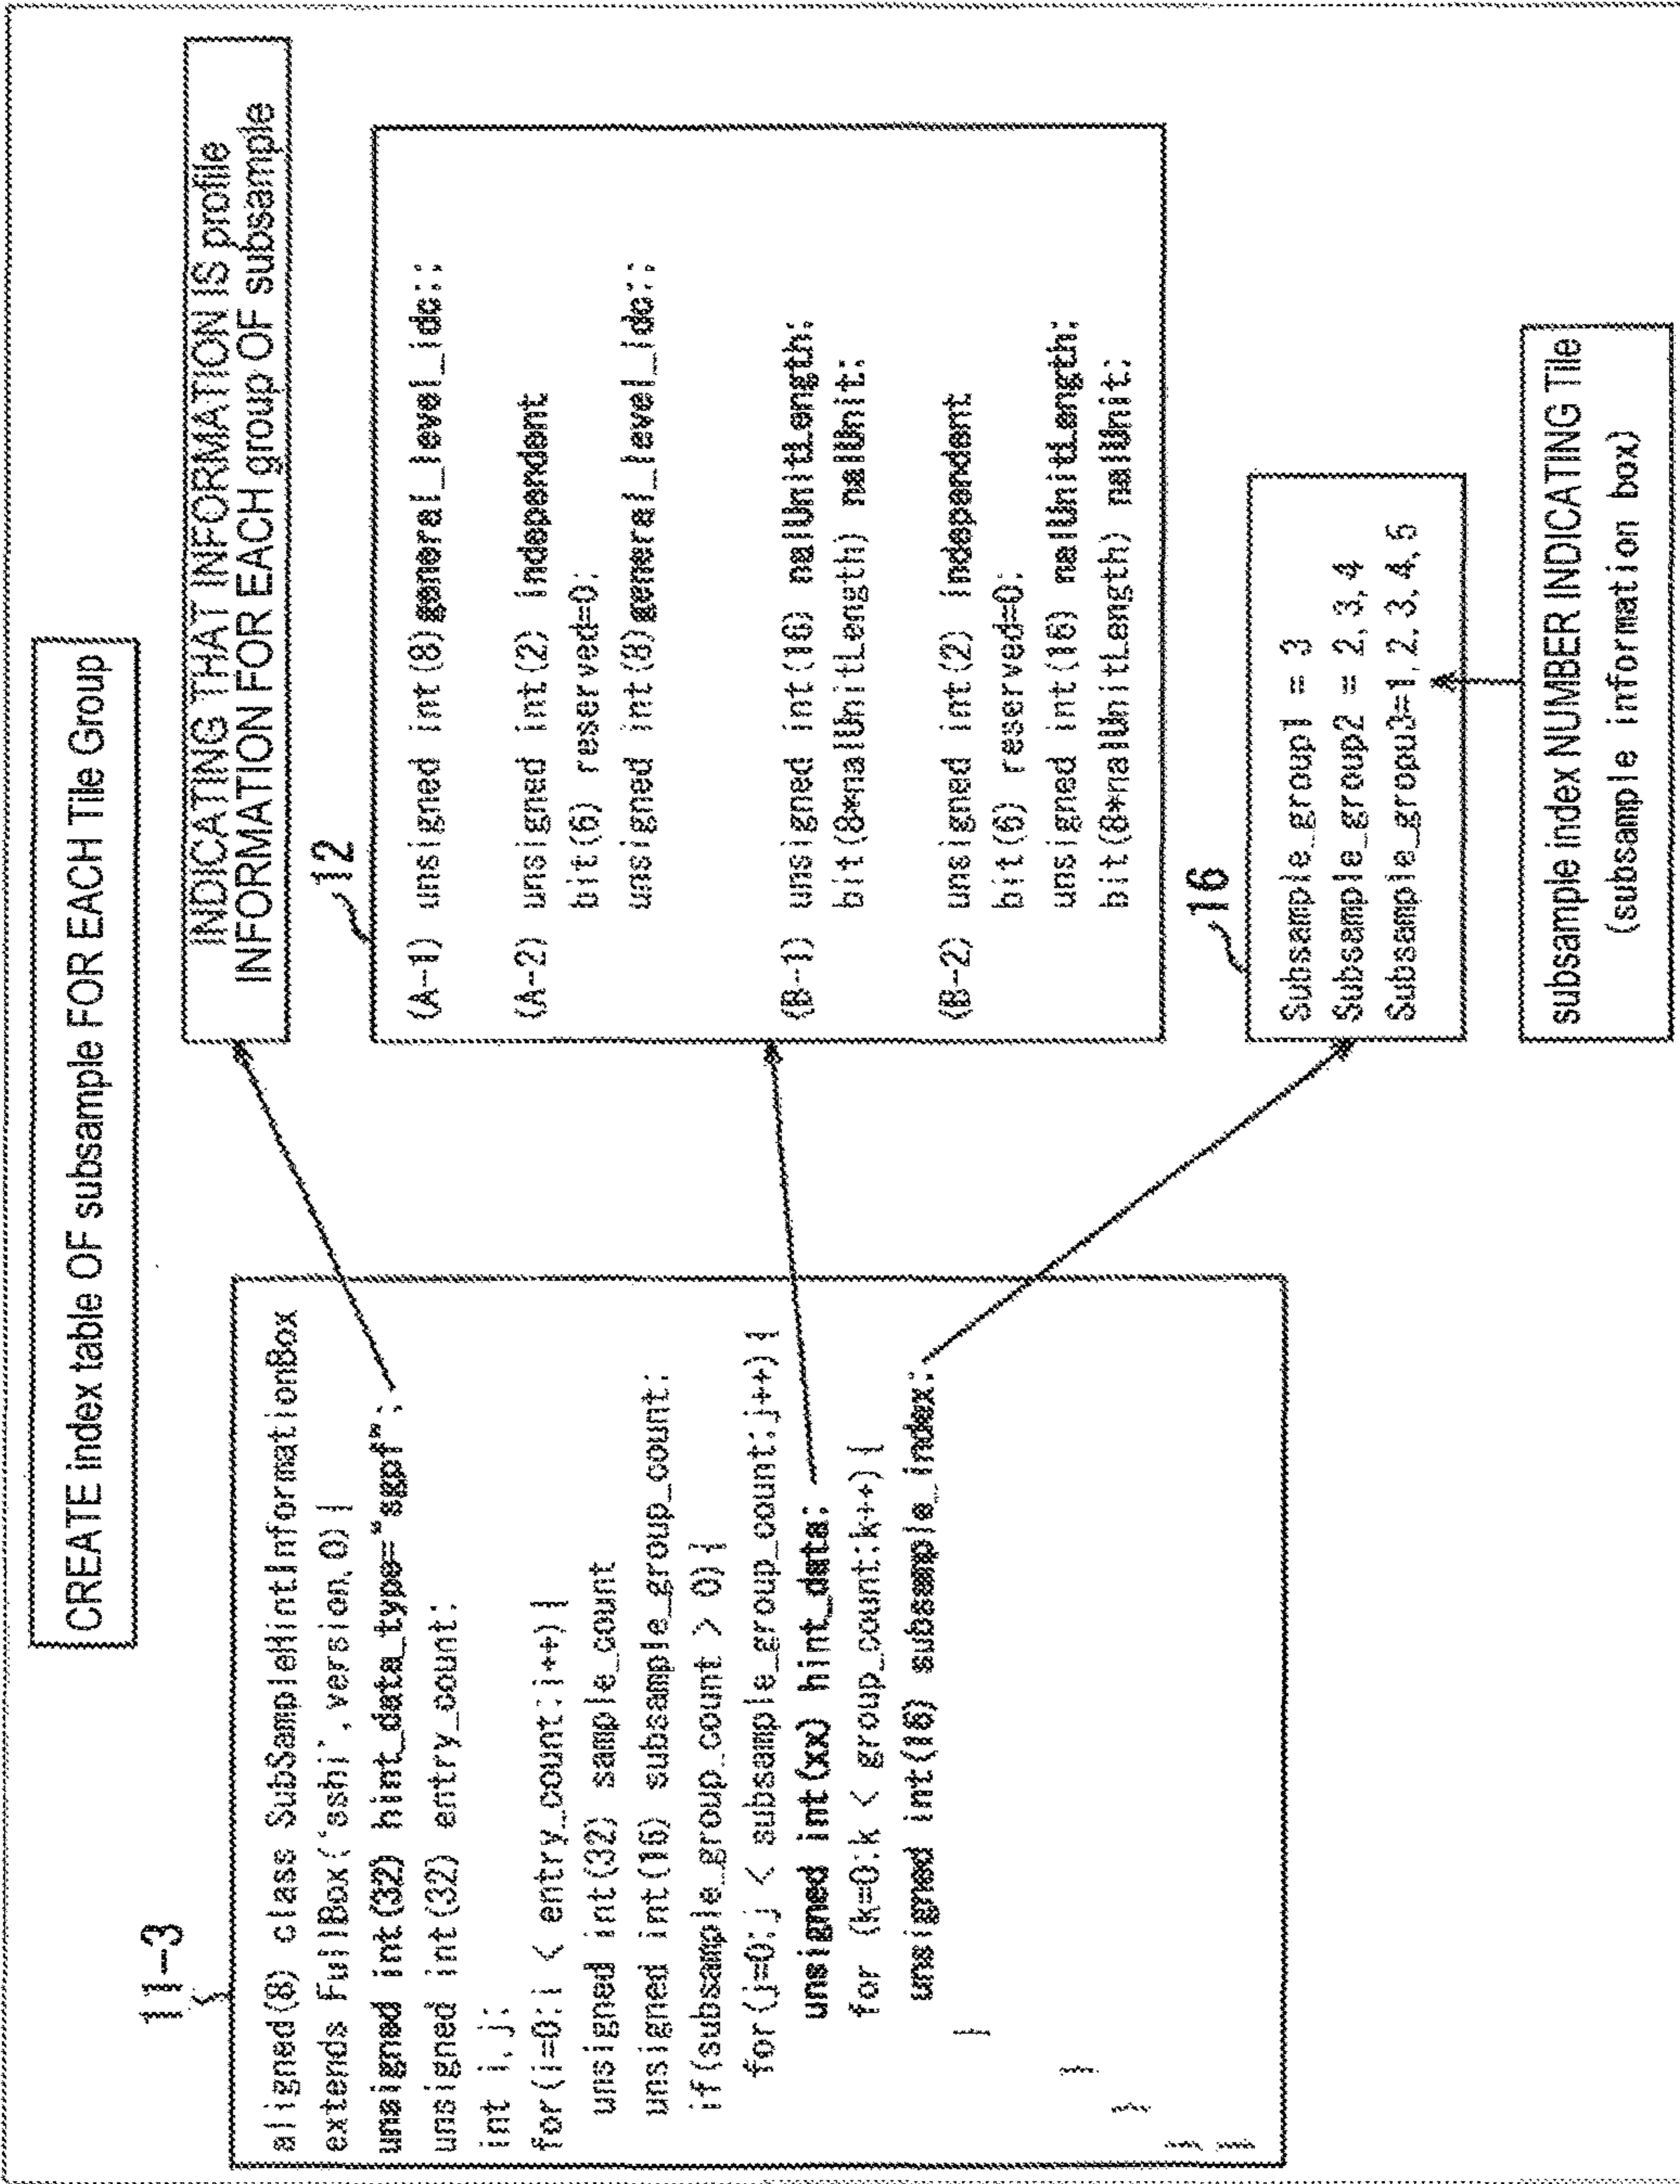 CREATE index table OF subsample FOR EACH Tile Group
11-3
aligned(8) class SubSampleHintInformationBox
extends FullBox('sshi', version, 0){
unsigned int(32) hint_data_type="sgpf";
unsigned int(32) entry_count;
int i,j;
for(i=0;i < entry_count;i++){
unsigned int(32) sample_count
unsigned int(16) subsample_group_count;
if(subsample_group_count > 0){
for(j=0;j < subsample_group_count;j++){
unsigned int(xx) hint_data;
for (k=0;k < group_count;k++){
unsigned int(16) subsample_index;
}
}
}
}
}
INDICATING THAT INFORMATION IS profile
INFORMATION FOR EACH group OF subsample
12
(A-1) unsigned int(8)general_level_idc;;
(A-2) unsigned int(2) independent
bit(6) reserved=0;
unsigned int(8)general_level_idc;;
(B-1) unsigned int(16) nalUnitLength;
bit(8*nalUnitLength) nalUnit;
(B-2) unsigned int(2) independent
bit(6) reserved=0;
unsigned int(16) nalUnitLength;
bit(8*nalUnitLength) nalUnit;
16
Subsample_group1 = 3
Subsample_group2 = 2,3,4
Subsample_gropu3=1,2,3,4,5
subsample index NUMBER INDICATING Tile
(subsample information box)